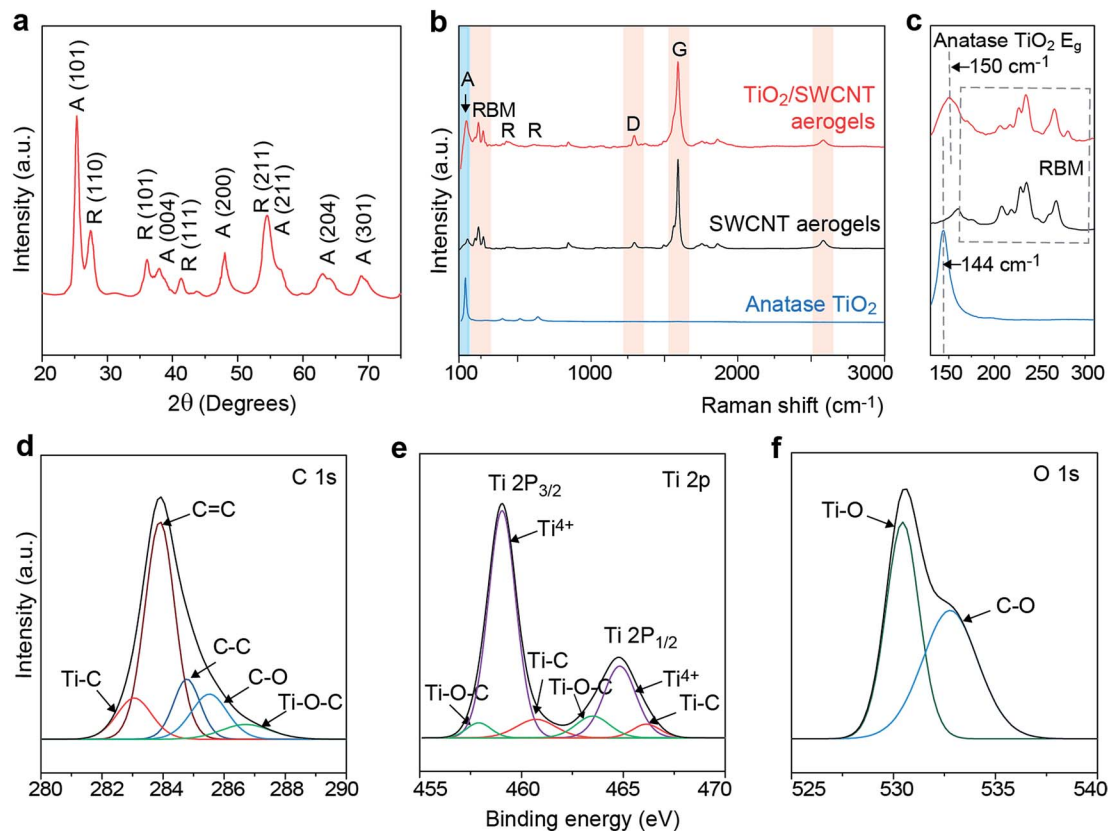 a
Intensity (a.u.)
A (101)
R (110)
R (101)
A (004)
R (111)
A (200)
R (211)
A (211)
A (204)
A (301)
20 30 40 50 60 70
2θ (Degrees)
b
Intensity (a.u.)
A
RBM
R R
D
G
TiO₂/SWCNT
aerogels
SWCNT aerogels
Anatase TiO₂
100 1000 2000 3000
Raman shift (cm⁻¹)
c
Anatase TiO₂ E_g
150 cm⁻¹
RBM
144 cm⁻¹
150 200 250 300
d
Intensity (a.u.)
C 1s
C=C
C-C
Ti-C
C-O
Ti-O-C
280 282 284 286 288 290
e
Ti 2P₃/₂
Ti 2p
Ti⁴⁺
Ti 2P₁/₂
Ti-C
Ti-O-C
Ti-O-C
Ti⁴⁺
Ti-C
455 460 465 470
Binding energy (eV)
f
O 1s
Ti-O
C-O
525 530 535 540